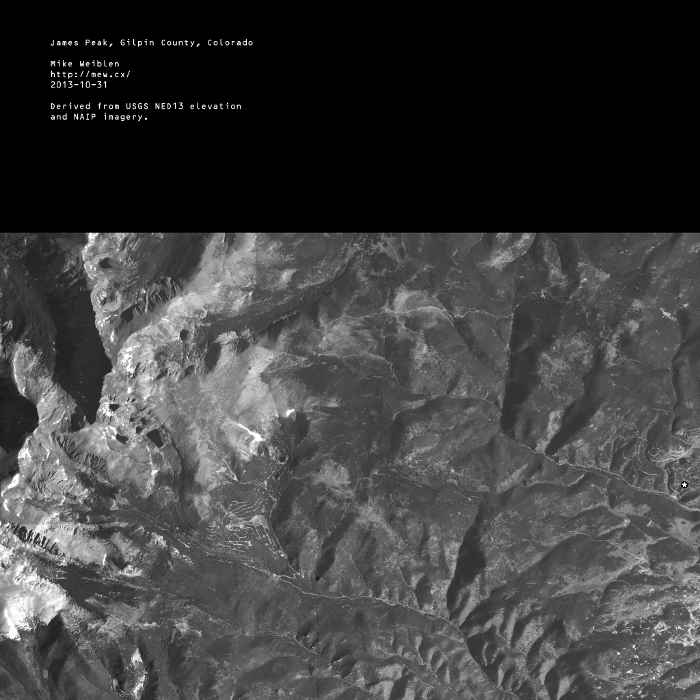 James Peak, Gilpin County, Colorado
Mike Weiblen
http://mew.cx/
2013-10-31
Derived from USGS NED13 elevation
and NAIP imagery.